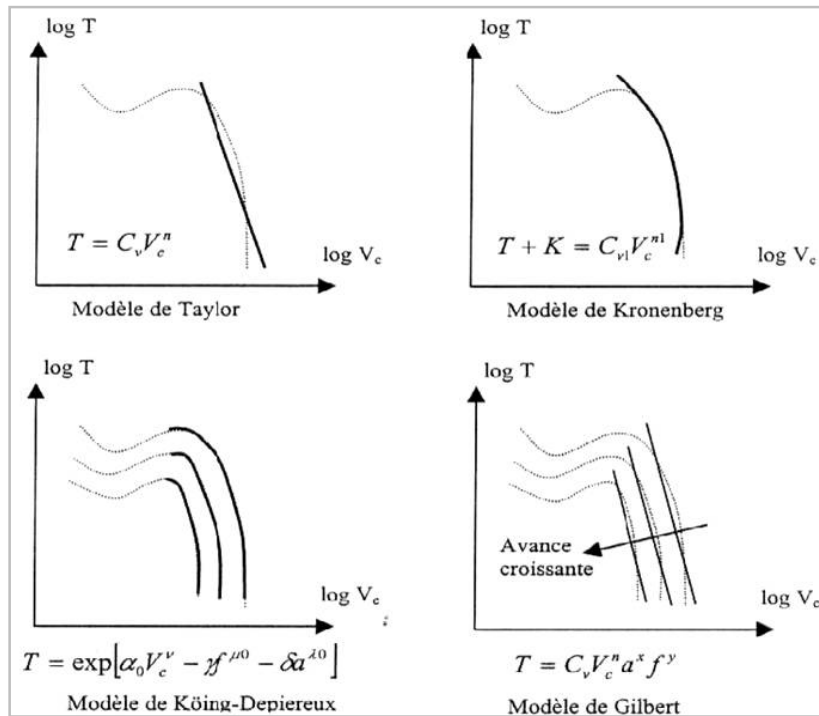 log T
T = C_v V_c^n
log V_c
Modèle de Taylor
log T
T + K = C_v1 V_c^n1
log V_c
Modèle de Kronenberg
log T
log V_c
T = exp[α_0 V_c^ν − γf^μ0 − δa^λ0]
Modèle de Köing-Depiereux
log T
Avance
croissante
log V_c
T = C_v V_c^n a^x f^y
Modèle de Gilbert